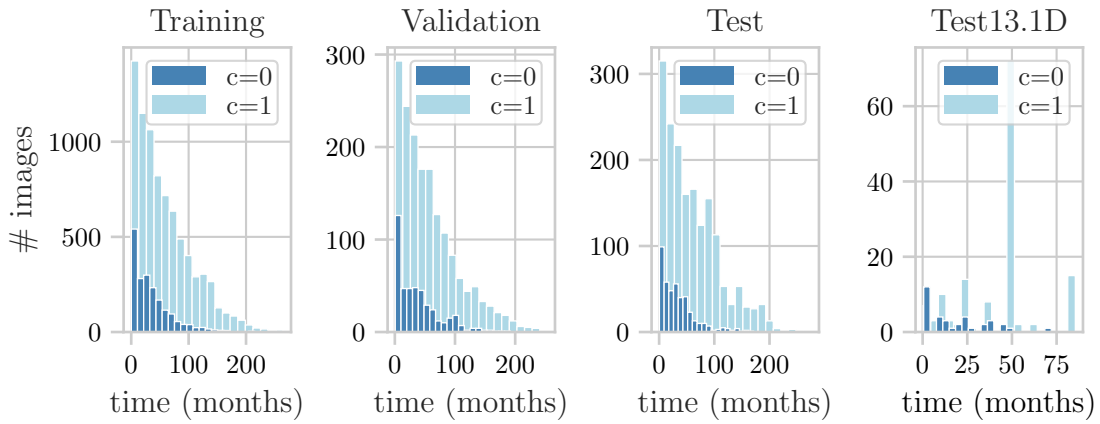 Training
Validation
Test
Test13.1D
# images
0
500
1000
c=0
c=1
0
100
200
time (months)
0
100
200
300
c=0
c=1
0
100
200
time (months)
0
100
200
300
c=0
c=1
0
100
200
time (months)
0
20
40
60
c=0
c=1
0
25
50
75
time (months)